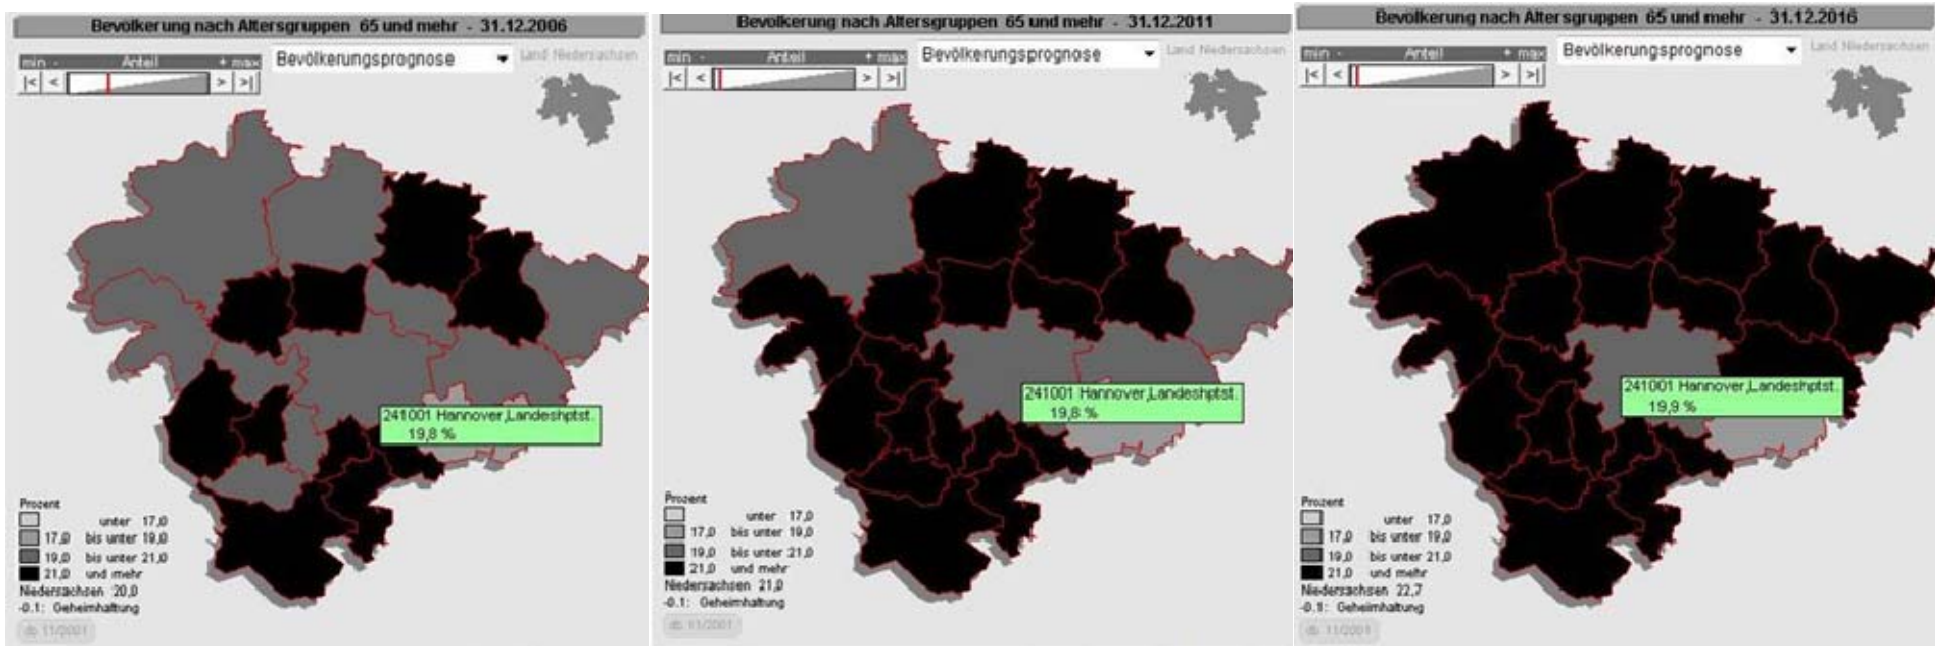 Bevölkerung nach Altersgruppen 65 und mehr - 31.12.2006
min - Anteil + max
Bevölkerungsprognose
Land Niedersachsen
|< < > >|
241001 Hannover,Landeshptst.
19,8 %
Prozent
unter 17,0
17,0 bis unter 19,0
19,0 bis unter 21,0
21,0 und mehr
Niedersachsen 20,0
-0.1: Geheimhaltung
11/2001
Bevölkerung nach Altersgruppen 65 und mehr - 31.12.2011
min - Anteil + max
Bevölkerungsprognose
Land Niedersachsen
|< < > >|
241001 Hannover,Landeshptst.
19,8 %
Prozent
unter 17,0
17,0 bis unter 19,0
19,0 bis unter 21,0
21,0 und mehr
Niedersachsen 21,0
-0.1: Geheimhaltung
11/2001
Bevölkerung nach Altersgruppen 65 und mehr - 31.12.2016
min - Anteil + max
Bevölkerungsprognose
Land Niedersachsen
|< < > >|
241001 Hannover,Landeshptst.
19,9 %
Prozent
unter 17,0
17,0 bis unter 19,0
19,0 bis unter 21,0
21,0 und mehr
Niedersachsen 22,7
-0.1: Geheimhaltung
11/2001